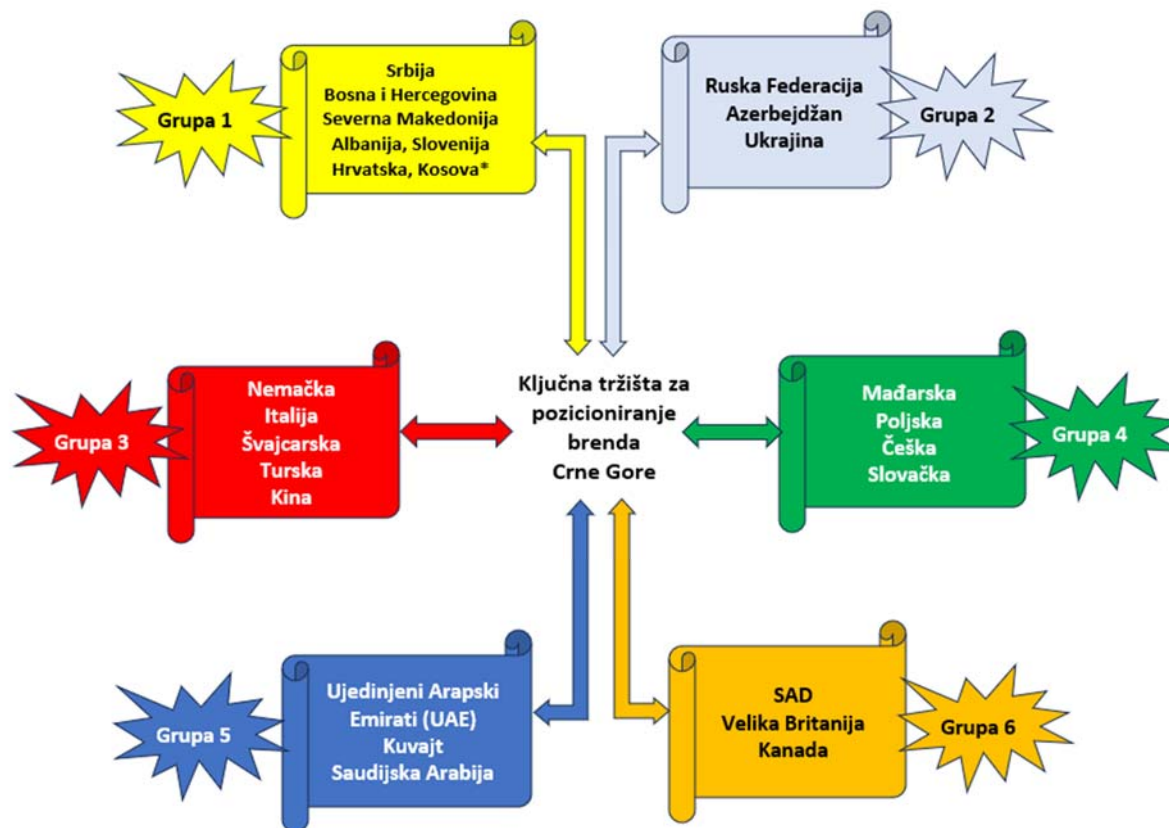 Grupa 1
Srbija
Bosna i Hercegovina
Severna Makedonija
Albanija, Slovenija
Hrvatska, Kosova*
Ruska Federacija
Azerbejdžan
Ukrajina
Grupa 2
Grupa 3
Nemačka
Italija
Švajcarska
Turska
Kina
Ključna tržišta za
pozicioniranje
brenda
Crne Gore
Mađarska
Poljska
Češka
Slovačka
Grupa 4
Grupa 5
Ujedinjeni Arapski
Emirati (UAE)
Kuvajt
Saudijska Arabija
SAD
Velika Britanija
Kanada
Grupa 6